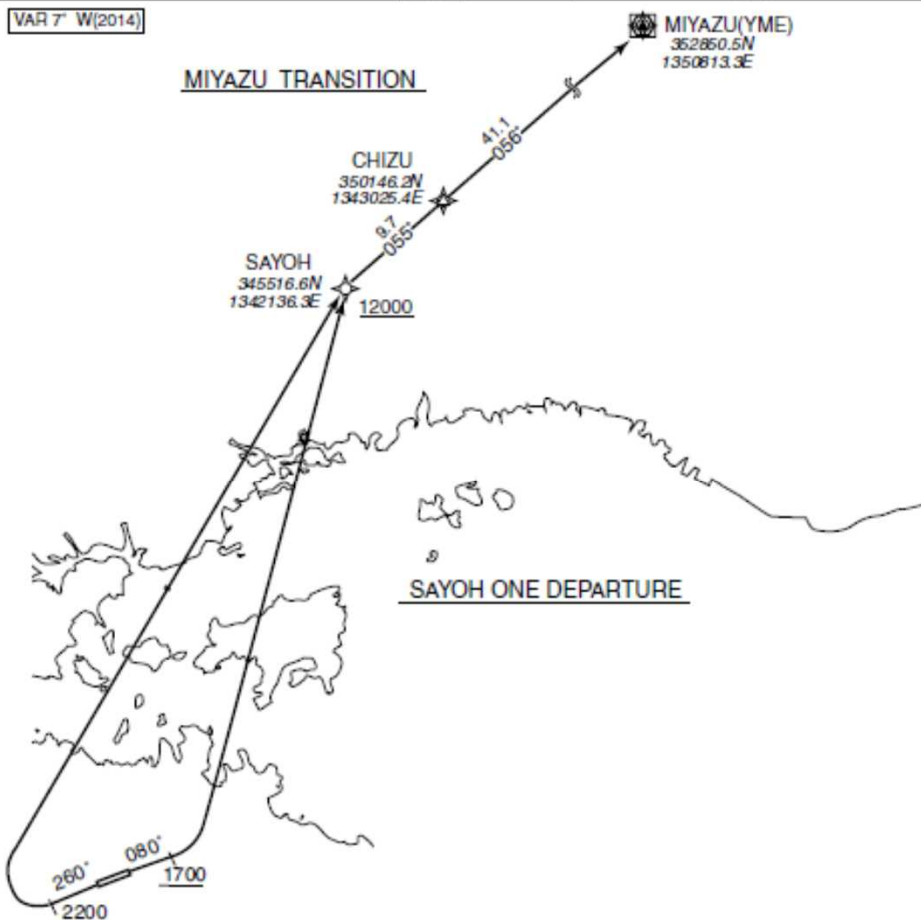 VAR 7° W(2014)
MIYAZU(YME)
352850.5N
1350813.3E
MIYAZU TRANSITION
41.1
056°
CHIZU
350146.2N
1343025.4E
9.7
055°
SAYOH
345516.6N
1342136.3E
12000
SAYOH ONE DEPARTURE
260°
080°
1700
2200